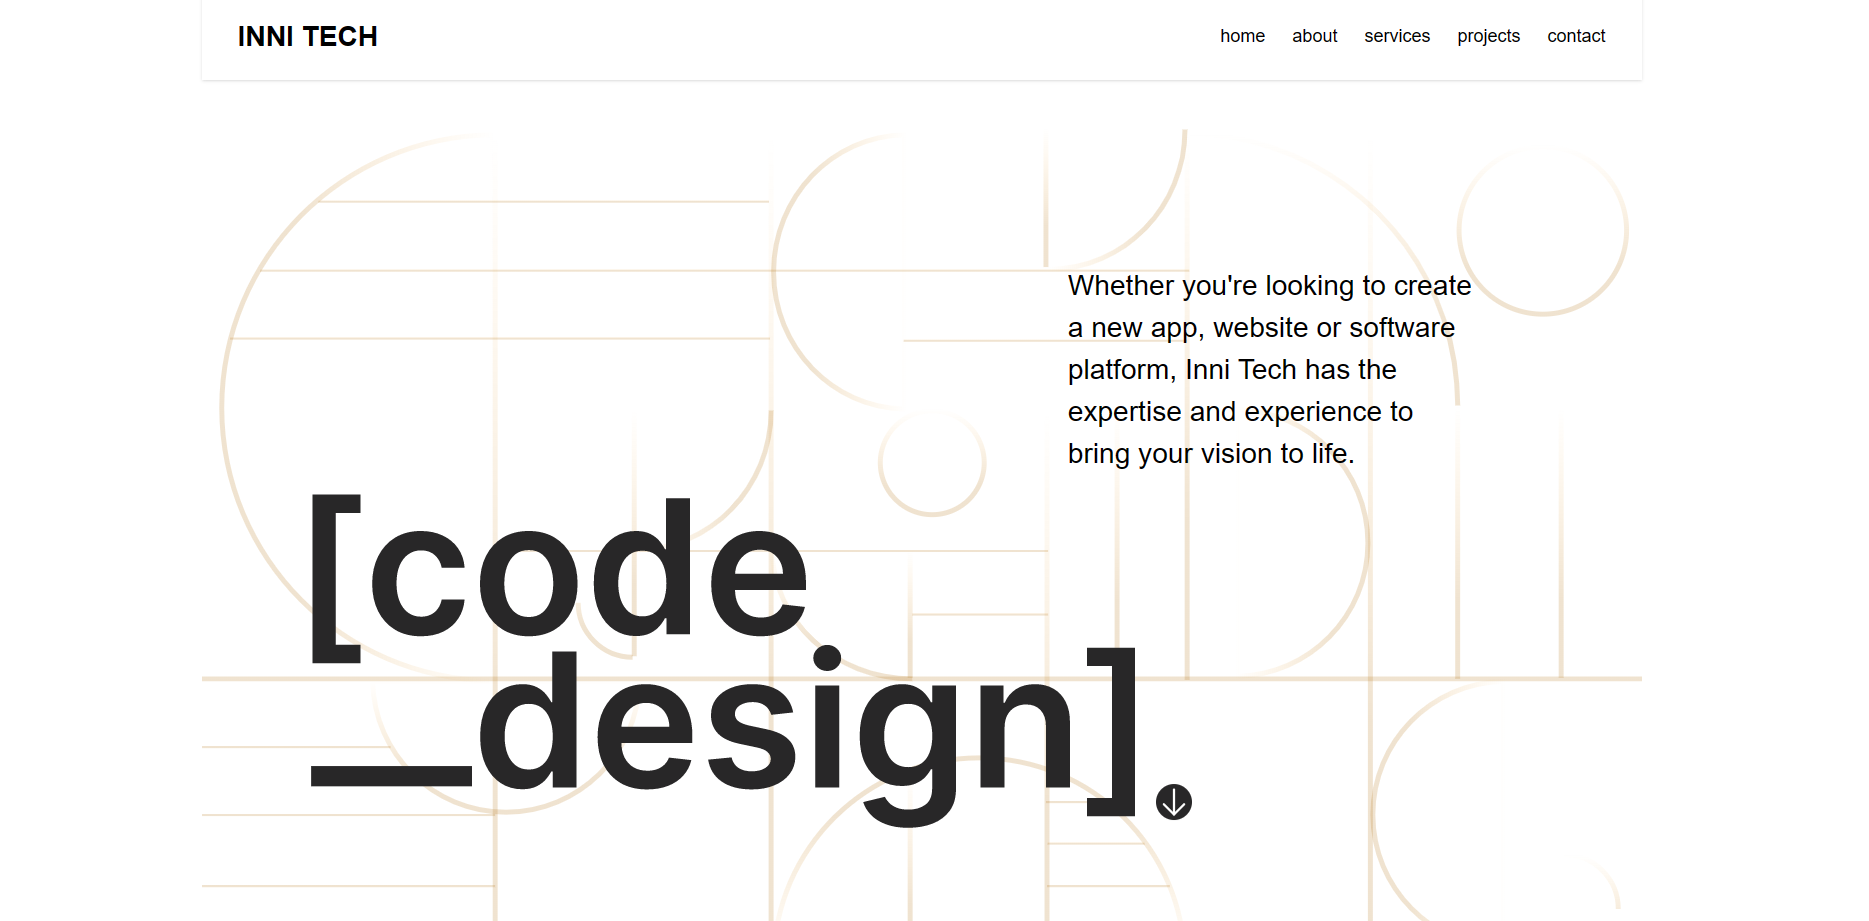 INNI TECH
home about services projects contact
Whether you're looking to create
a new app, website or software
platform, Inni Tech has the
expertise and experience to
bring your vision to life.
[code
_design]